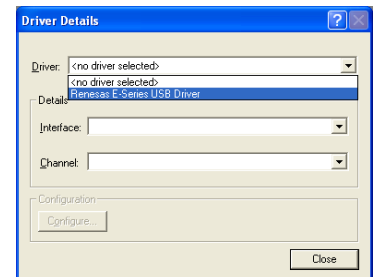 Driver Details
Driver: <no driver selected>
<no driver selected>
Renesas E-Series USB Driver
Details
Interface:
Channel:
Configuration
Configure...
Close